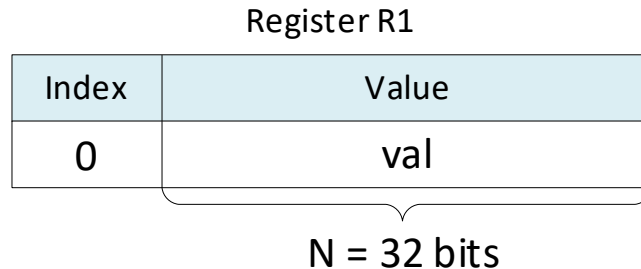 Register R1
Index Value
0 val
N = 32 bits